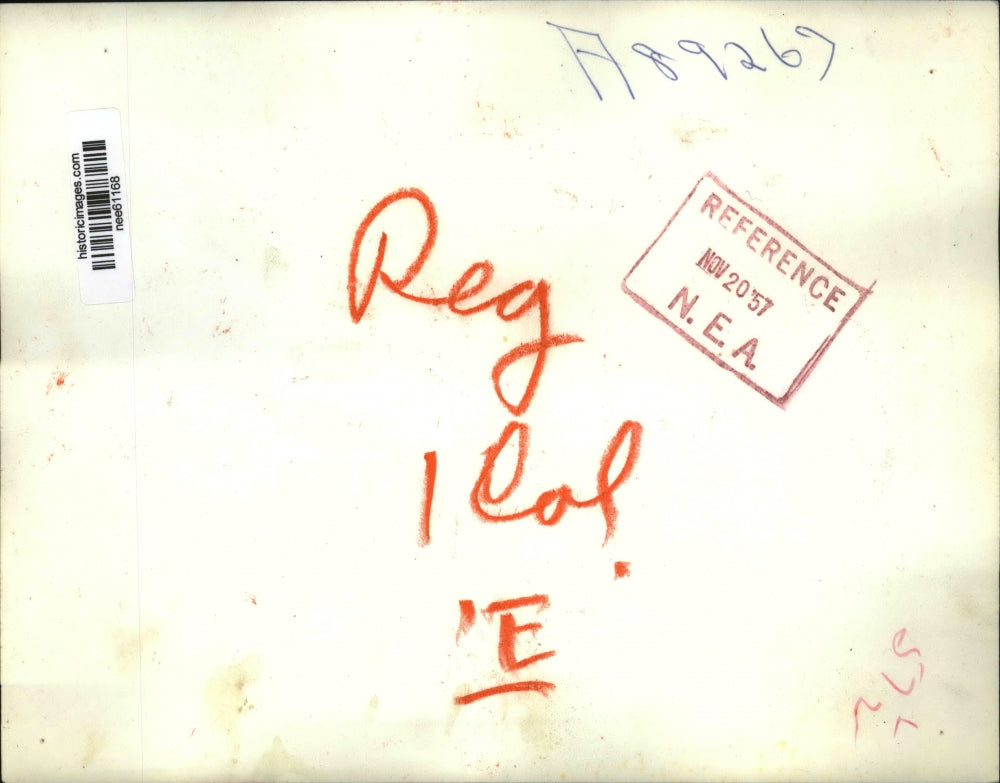 A89267
historicimages.com
nee61168
REFERENCE
NOV 20 '57
N. E. A.
Reg
1 Col.
'E